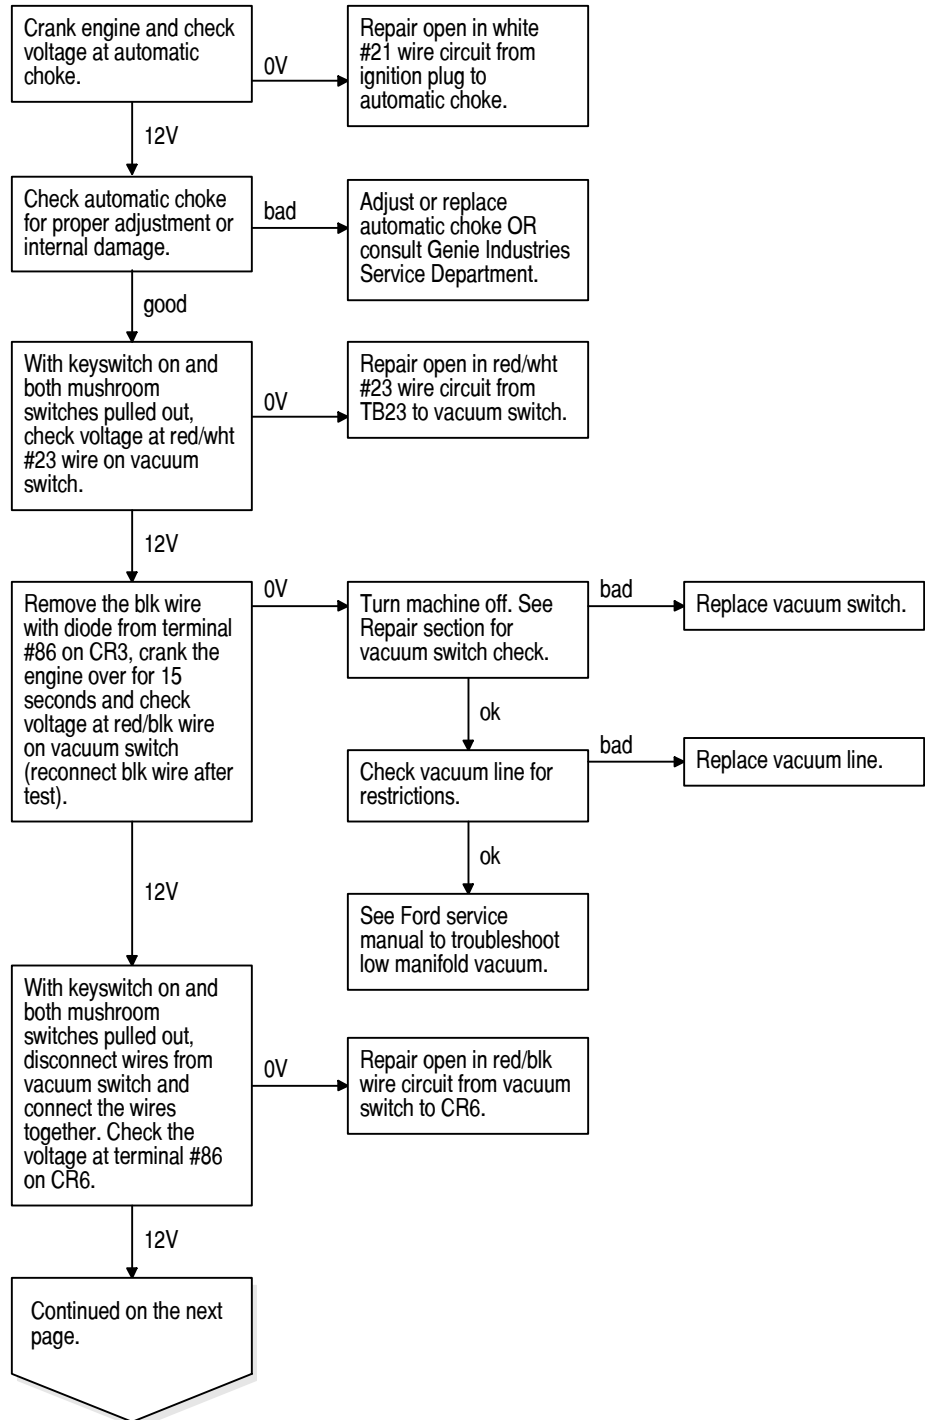 Crank engine and check
voltage at automatic
choke.
0V
Repair open in white
#21 wire circuit from
ignition plug to
automatic choke.
12V
Check automatic choke
for proper adjustment or
internal damage.
bad
Adjust or replace
automatic choke OR
consult Genie Industries
Service Department.
good
With keyswitch on and
both mushroom
switches pulled out,
check voltage at red/wht
#23 wire on vacuum
switch.
0V
Repair open in red/wht
#23 wire circuit from
TB23 to vacuum switch.
12V
Remove the blk wire
with diode from terminal
#86 on CR3, crank the
engine over for 15
seconds and check
voltage at red/blk wire
on vacuum switch
(reconnect blk wire after
test).
0V
Turn machine off. See
Repair section for
vacuum switch check.
bad
Replace vacuum switch.
ok
Check vacuum line for
restrictions.
bad
Replace vacuum line.
ok
See Ford service
manual to troubleshoot
low manifold vacuum.
12V
With keyswitch on and
both mushroom
switches pulled out,
disconnect wires from
vacuum switch and
connect the wires
together. Check the
voltage at terminal #86
on CR6.
0V
Repair open in red/blk
wire circuit from vacuum
switch to CR6.
12V
Continued on the next
page.